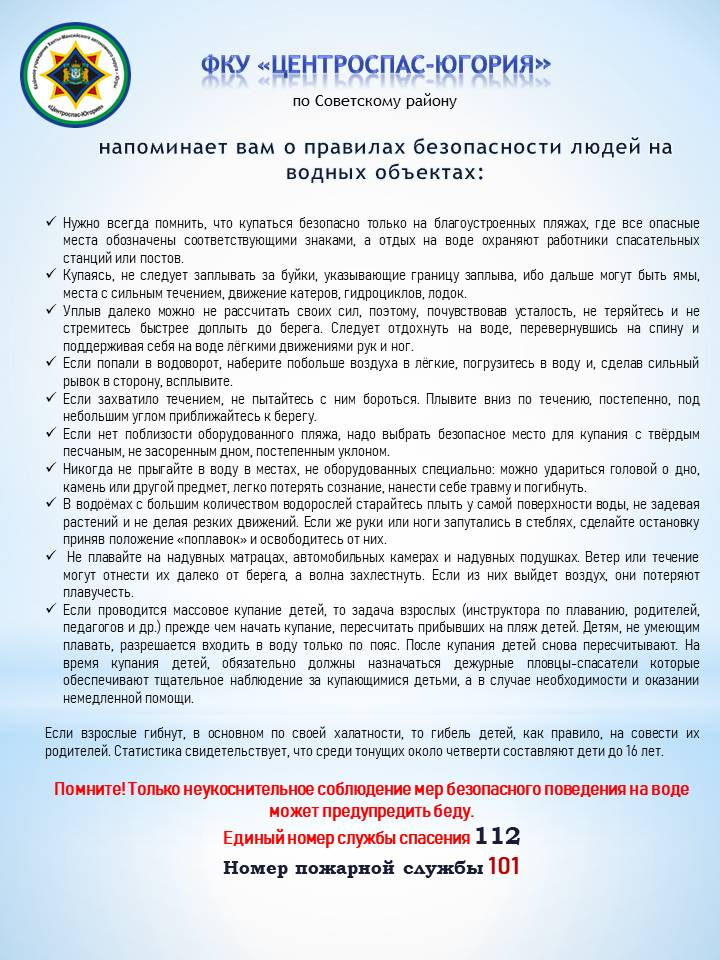 Казённое учреждение Ханты-Мансийского автономного округа - Югры
«Центроспас-Югория»
ФКУ «ЦЕНТРОСПАС-ЮГОРИЯ»
по Советскому району
напоминает вам о правилах безопасности людей на
водных объектах:
✓ Нужно всегда помнить, что купаться безопасно только на благоустроенных пляжах, где все опасные
места обозначены соответствующими знаками, а отдых на воде охраняют работники спасательных
станций или постов.
✓ Купаясь, не следует заплывать за буйки, указывающие границу заплыва, ибо дальше могут быть ямы,
места с сильным течением, движение катеров, гидроциклов, лодок.
✓ Уплыв далеко можно не рассчитать своих сил, поэтому, почувствовав усталость, не теряйтесь и не
стремитесь быстрее доплыть до берега. Следует отдохнуть на воде, перевернувшись на спину и
поддерживая себя на воде лёгкими движениями рук и ног.
✓ Если попали в водоворот, наберите побольше воздуха в лёгкие, погрузитесь в воду и, сделав сильный
рывок в сторону, всплывите.
✓ Если захватило течением, не пытайтесь с ним бороться. Плывите вниз по течению, постепенно, под
небольшим углом приближайтесь к берегу.
✓ Если нет поблизости оборудованного пляжа, надо выбрать безопасное место для купания с твёрдым
песчаным, не засоренным дном, постепенным уклоном.
✓ Никогда не прыгайте в воду в местах, не оборудованных специально: можно удариться головой о дно,
камень или другой предмет, легко потерять сознание, нанести себе травму и погибнуть.
✓ В водоёмах с большим количеством водорослей старайтесь плыть у самой поверхности воды, не задевая
растений и не делая резких движений. Если же руки или ноги запутались в стеблях, сделайте остановку
приняв положение «поплавок» и освободитесь от них.
✓ Не плавайте на надувных матрацах, автомобильных камерах и надувных подушках. Ветер или течение
могут отнести их далеко от берега, а волна захлестнуть. Если из них выйдет воздух, они потеряют
плавучесть.
✓ Если проводится массовое купание детей, то задача взрослых (инструктора по плаванию, родителей,
педагогов и др.) прежде чем начать купание, пересчитать прибывших на пляж детей. Детям, не умеющим
плавать, разрешается входить в воду только по пояс. После купания детей снова пересчитывают. На
время купания детей, обязательно должны назначаться дежурные пловцы-спасатели которые
обеспечивают тщательное наблюдение за купающимися детьми, а в случае необходимости и оказании
немедленной помощи.
Если взрослые гибнут, в основном по своей халатности, то гибель детей, как правило, на совести их
родителей. Статистика свидетельствует, что среди тонущих около четверти составляют дети до 16 лет.
Помните! Только неукоснительное соблюдение мер безопасного поведения на воде
может предупредить беду.
Единый номер службы спасения 112
Номер пожарной службы 101